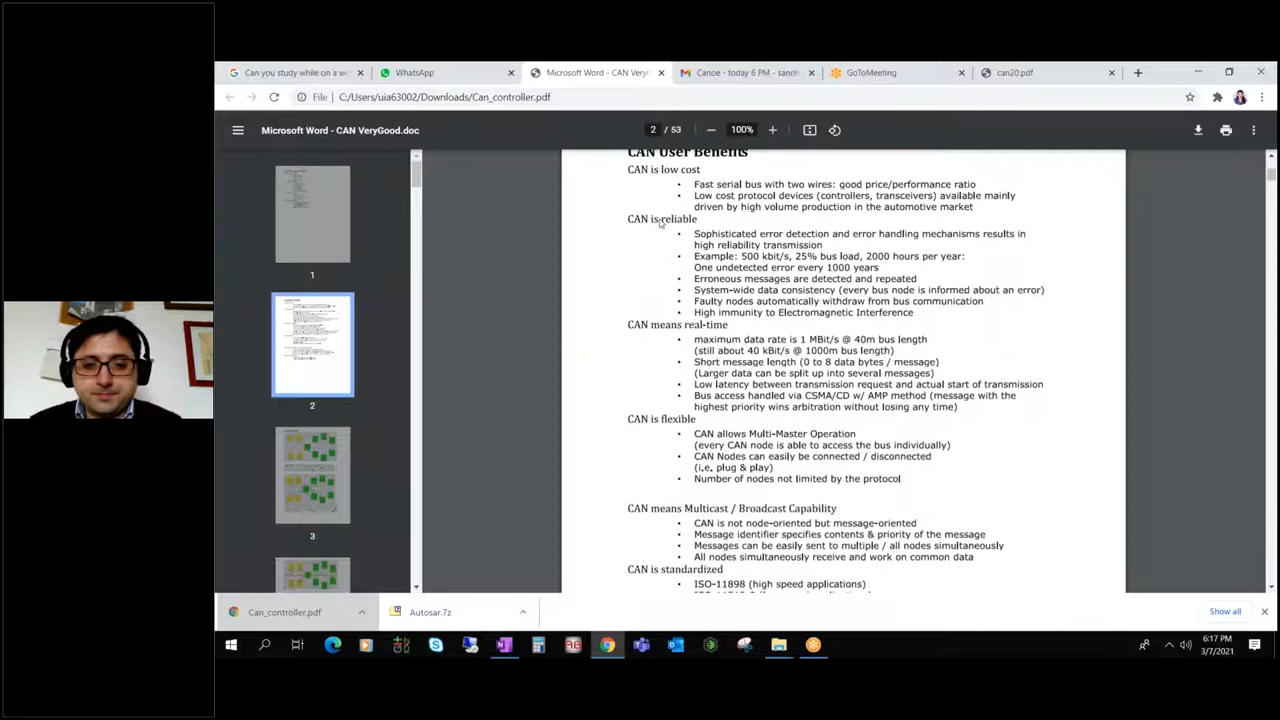 Can you study while on a w
WhatsApp
Microsoft Word - CAN VeryGo
Canoe - today 6 PM - sandh
GoToMeeting
can20.pdf
File
C:/Users/uia63002/Downloads/Can_controller.pdf
Microsoft Word - CAN VeryGood.doc
2 / 53
100%
CAN User Benefits
CAN is low cost
• Fast serial bus with two wires: good price/performance ratio
• Low cost protocol devices (controllers, transceivers) available mainly
driven by high volume production in the automotive market
CAN is reliable
• Sophisticated error detection and error handling mechanisms results in
high reliability transmission
• Example: 500 kbit/s, 25% bus load, 2000 hours per year:
One undetected error every 1000 years
• Erroneous messages are detected and repeated
• System-wide data consistency (every bus node is informed about an error)
• Faulty nodes automatically withdraw from bus communication
• High immunity to Electromagnetic Interference
CAN means real-time
• maximum data rate is 1 MBit/s @ 40m bus length
(still about 40 kBit/s @ 1000m bus length)
• Short message length (0 to 8 data bytes / message)
(Larger data can be split up into several messages)
• Low latency between transmission request and actual start of transmission
• Bus access handled via CSMA/CD w/ AMP method (message with the
highest priority wins arbitration without losing any time)
CAN is flexible
• CAN allows Multi-Master Operation
(every CAN node is able to access the bus individually)
• CAN Nodes can easily be connected / disconnected
(i.e. plug & play)
• Number of nodes not limited by the protocol
CAN means Multicast / Broadcast Capability
• CAN is not node-oriented but message-oriented
• Message identifier specifies contents & priority of the message
• Messages can be easily sent to multiple / all nodes simultaneously
• All nodes simultaneously receive and work on common data
CAN is standardized
• ISO-11898 (high speed applications)
1
2
3
Can_controller.pdf
Autosar.7z
Show all
6:17 PM
3/7/2021